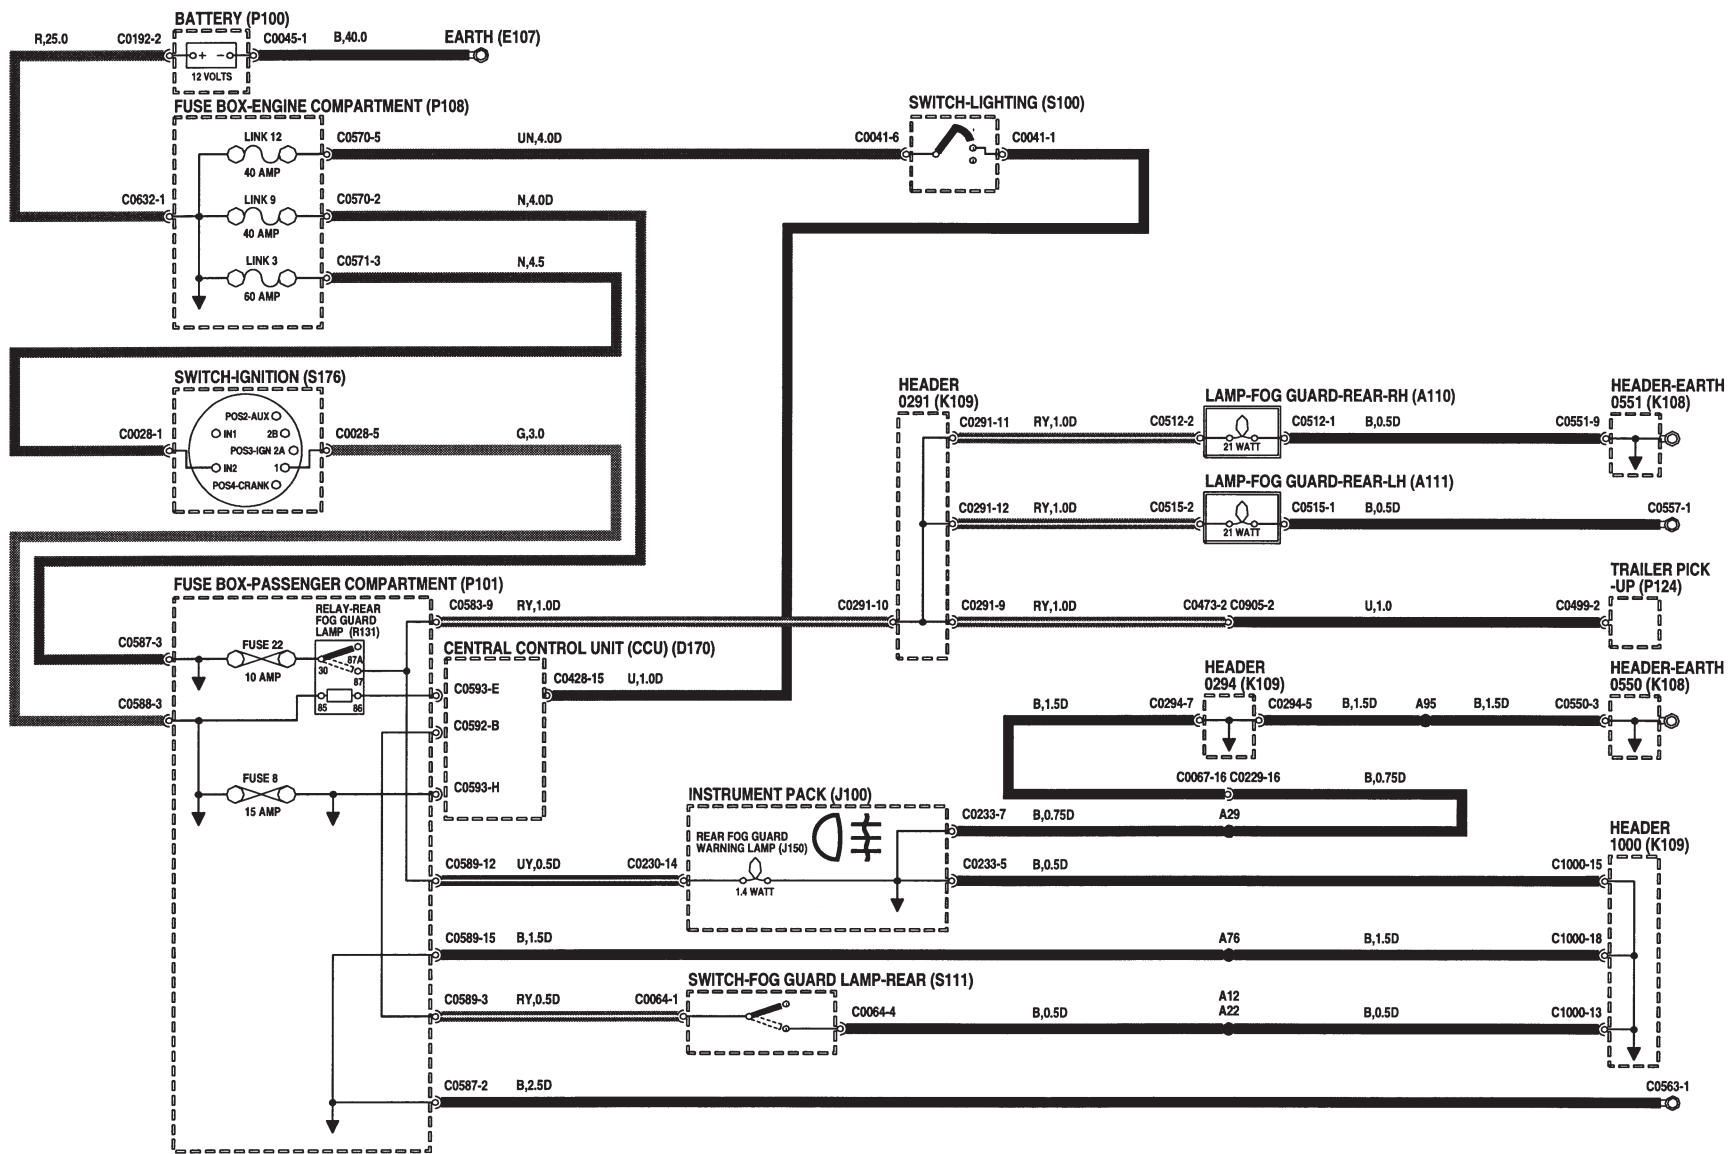 BATTERY (P100)
R,25.0
C0192-2
+ -
12 VOLTS
C0045-1
B,40.0
EARTH (E107)
FUSE BOX-ENGINE COMPARTMENT (P108)
LINK 12
40 AMP
C0570-5
UN,4.0D
C0041-6
SWITCH-LIGHTING (S100)
C0041-1
C0632-1
LINK 9
40 AMP
C0570-2
N,4.0D
LINK 3
60 AMP
C0571-3
N,4.5
SWITCH-IGNITION (S176)
POS2-AUX
IN1
2B
POS3-IGN 2A
IN2
1
POS4-CRANK
C0028-1
C0028-5
G,3.0
HEADER
0291 (K109)
C0291-11
RY,1.0D
C0512-2
LAMP-FOG GUARD-REAR-RH (A110)
21 WATT
C0512-1
B,0.5D
C0551-9
HEADER-EARTH
0551 (K108)
C0291-12
RY,1.0D
C0515-2
LAMP-FOG GUARD-REAR-LH (A111)
21 WATT
C0515-1
B,0.5D
C0557-1
FUSE BOX-PASSENGER COMPARTMENT (P101)
RELAY-REAR
FOG GUARD
LAMP (R131)
C0583-9
RY,1.0D
C0291-10
C0291-9
RY,1.0D
C0473-2 C0905-2
U,1.0
C0499-2
TRAILER PICK
-UP (P124)
C0587-3
FUSE 22
10 AMP
87A
30
87
85
86
C0588-3
CENTRAL CONTROL UNIT (CCU) (D170)
C0593-E
C0428-15
U,1.0D
C0592-B
C0593-H
FUSE 8
15 AMP
HEADER
0294 (K109)
B,1.5D
C0294-7
C0294-5
B,1.5D
A95
B,1.5D
C0550-3
HEADER-EARTH
0550 (K108)
C0067-16 C0229-16
B,0.75D
INSTRUMENT PACK (J100)
REAR FOG GUARD
WARNING LAMP (J150)
1.4 WATT
C0233-7
B,0.75D
A29
C0589-12
UY,0.5D
C0230-14
C0233-5
B,0.5D
C1000-15
HEADER
1000 (K109)
C0589-15
B,1.5D
A76
B,1.5D
C1000-18
SWITCH-FOG GUARD LAMP-REAR (S111)
C0589-3
RY,0.5D
C0064-1
C0064-4
B,0.5D
A12
A22
B,0.5D
C1000-13
C0587-2
B,2.5D
C0563-1